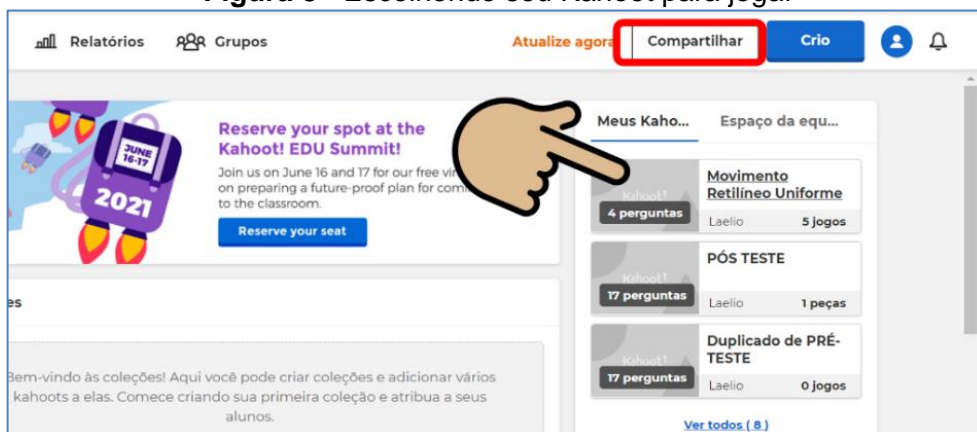 Relatórios Grupos Atualize agora Compartilhar Crio
JUNE
16-17
2021
Reserve your spot at the
Kahoot! EDU Summit!
Join us on June 16 and 17 for our free
on preparing a future-proof plan for
to the classroom.
Reserve your seat
es
Bem-vindo às coleções! Aqui você pode criar coleções e adicionar vários
kahoots a elas. Comece criando sua primeira coleção e atribua a seus
alunos.
Meus Kaho... Espaço da equ...
Movimento
Retilíneo Uniforme
Kahoot!
4 perguntas
Laelio 5 jogos
PÓS TESTE
Kahoot!
17 perguntas
Laelio 1 peças
Duplicado de PRÉ-
TESTE
Kahoot!
17 perguntas
Laelio 0 jogos
Ver todos ( 8 )